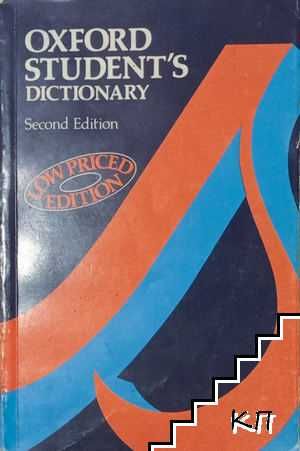 OXFORD
STUDENT'S
DICTIONARY
Second Edition
LOW PRICED
EDITION
КП